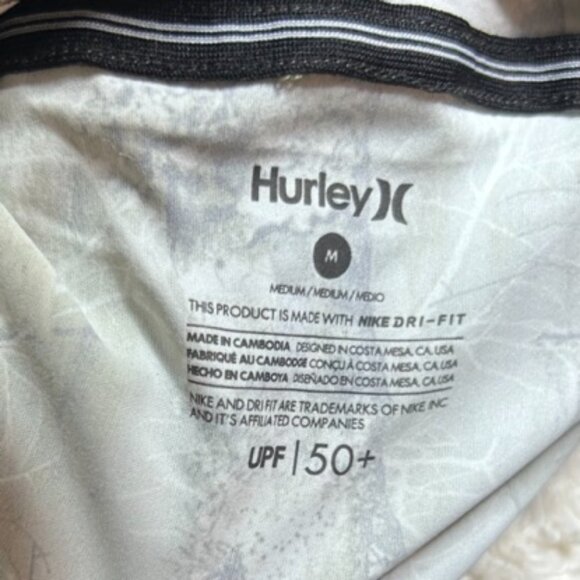 Hurley
M
MEDIUM / MEDIUM / MEDIO
THIS PRODUCT IS MADE WITH NIKE DRI-FIT
MADE IN CAMBODIA DESIGNED IN COSTA MESA, CA. USA
FABRIQUÉ AU CAMBODGE CONÇU À COSTA MESA, CA. USA
HECHO EN CAMBOYA DISEÑADO EN COSTA MESA, CA. USA
NIKE AND DRI FIT ARE TRADEMARKS OF NIKE INC
AND IT'S AFFILIATED COMPANIES
UPF | 50+